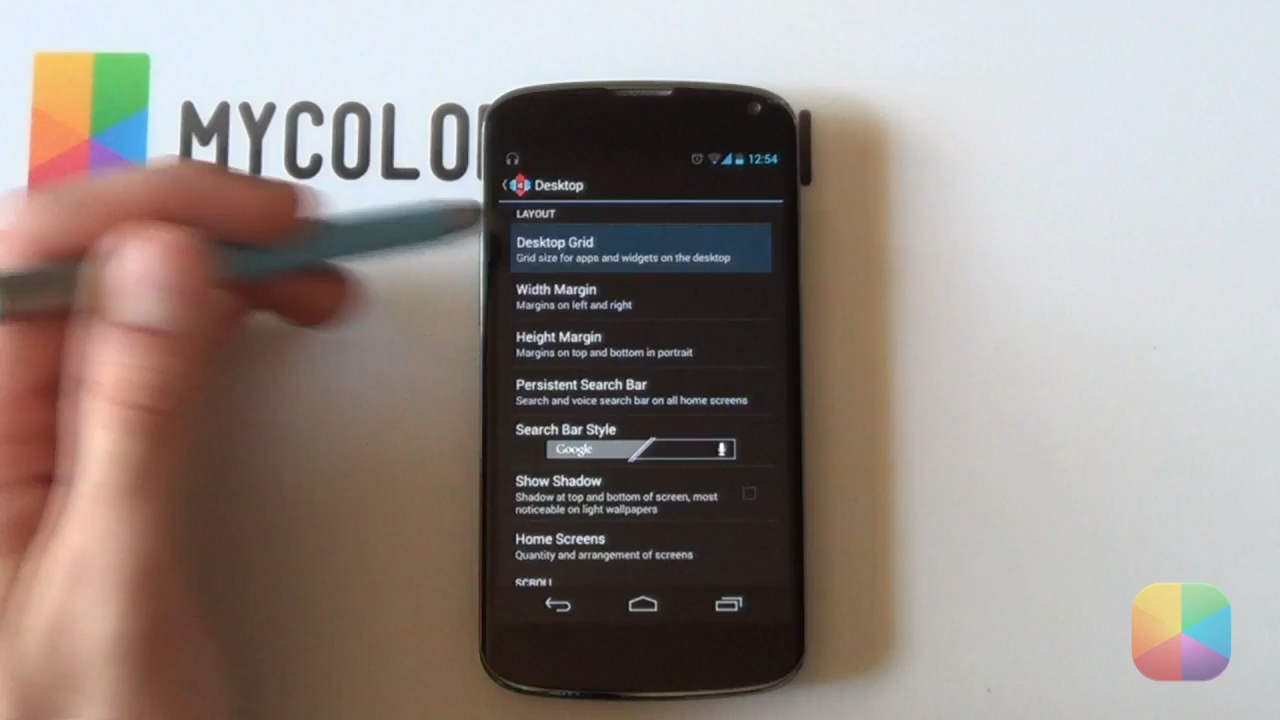 MYCOLO
12:54
Desktop
LAYOUT
Desktop Grid
Grid size for apps and widgets on the desktop
Width Margin
Margins on left and right
Height Margin
Margins on top and bottom in portrait
Persistent Search Bar
Search and voice search bar on all home screens
Search Bar Style
Google
Show Shadow
Shadow at top and bottom of screen, most
noticeable on light wallpapers
Home Screens
Quantity and arrangement of screens
SCROLL